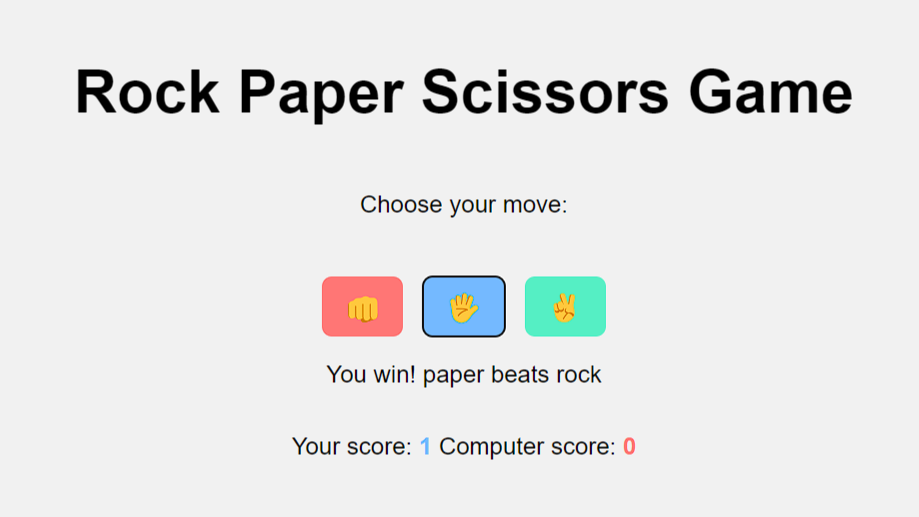 Rock Paper Scissors Game
Choose your move:
You win! paper beats rock
Your score: 1 Computer score: 0